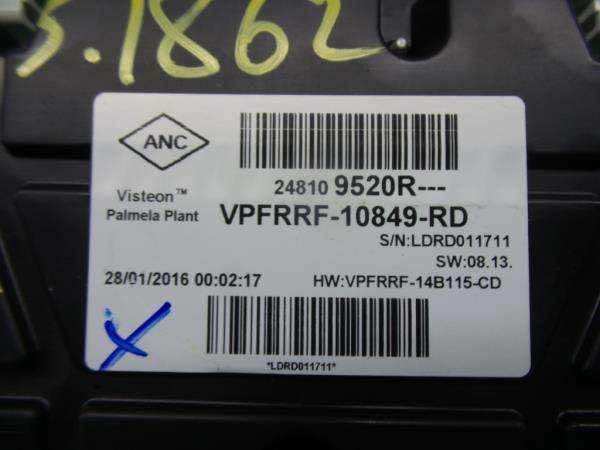 5.1862
ANC
24810 9520R---
Visteon™
Palmela Plant
VPFRRF-10849-RD
S/N:LDRD011711
SW:08.13.
28/01/2016 00:02:17
HW:VPFRRF-14B115-CD
*LDRD011711*